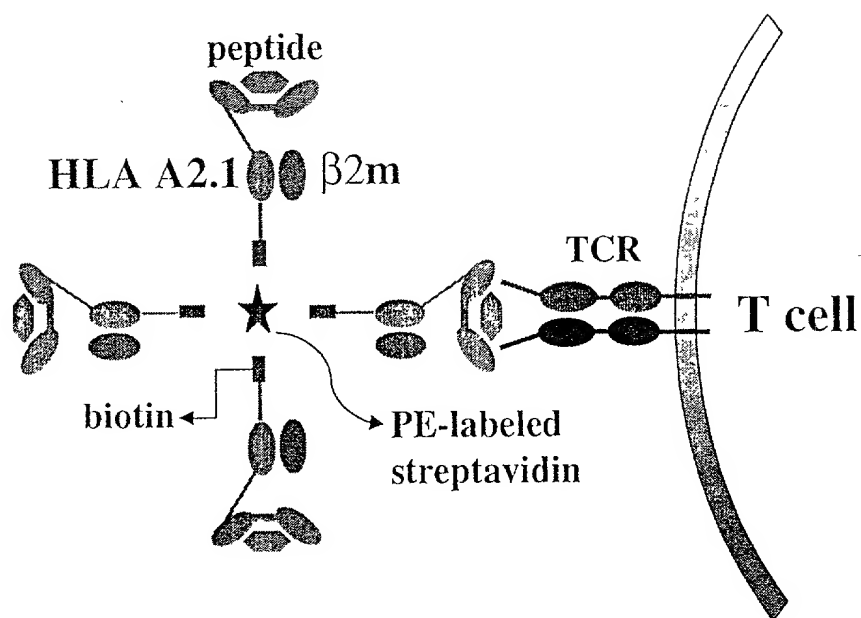 peptide
HLA A2.1
β2m
TCR
T cell
biotin
PE-labeled
streptavidin